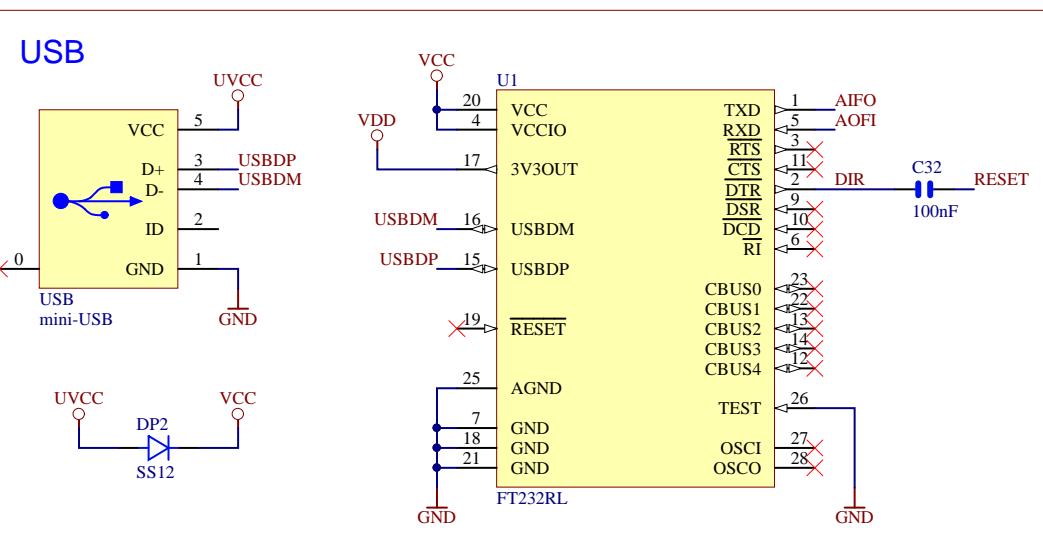 USB
UVCC
VCC
5
D+
3
USBDP
D-
4
USBDM
ID
2
0
GND
1
USB
mini-USB
GND
UVCC
VCC
DP2
SS12
VCC
U1
20
VCC
4
VCCIO
VDD
17
3V3OUT
USBDM
16
USBDM
USBDP
15
USBDP
19
RESET
25
AGND
7
GND
18
GND
21
GND
FT232RL
GND
TXD
1
AIFO
RXD
5
AOFI
RTS
3
CTS
11
DTR
2
DIR
C32
100nF
RESET
DSR
9
DCD
10
RI
6
CBUS0
23
CBUS1
22
CBUS2
13
CBUS3
14
CBUS4
12
TEST
26
OSCI
27
OSCO
28
GND